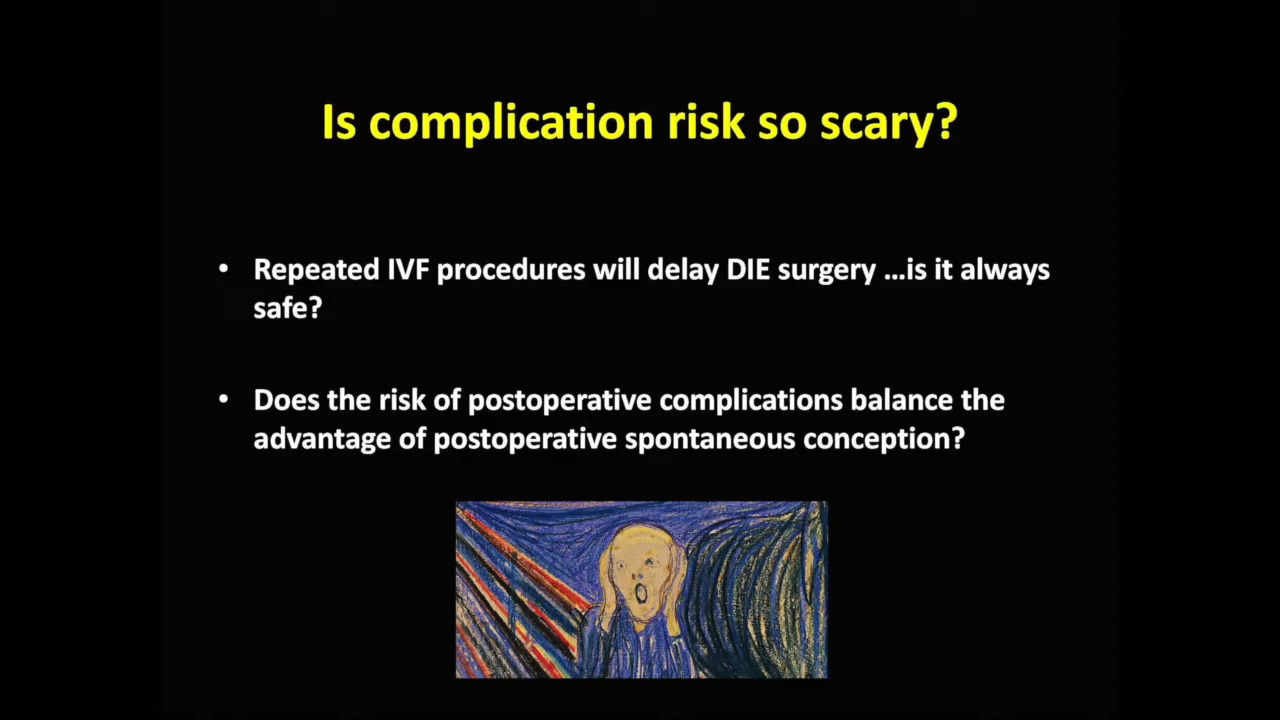 Is complication risk so scary?
• Repeated IVF procedures will delay DIE surgery ...is it always
safe?
• Does the risk of postoperative complications balance the
advantage of postoperative spontaneous conception?